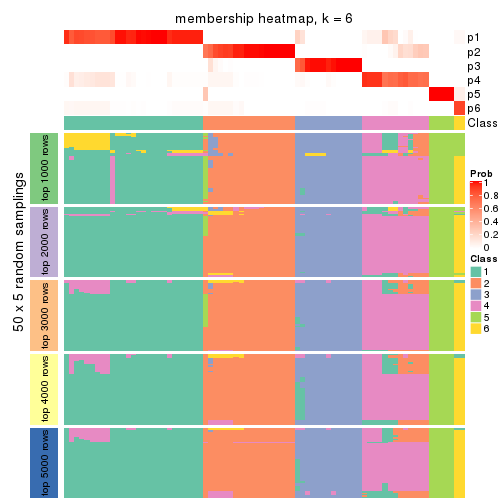 membership heatmap, k = 6
p1
p2
p3
p4
p5
p6
Class
50 x 5 random samplings
top 1000 rows
top 2000 rows
top 3000 rows
top 4000 rows
top 5000 rows
Prob
1
0.8
0.6
0.4
0.2
0
Class
1
2
3
4
5
6